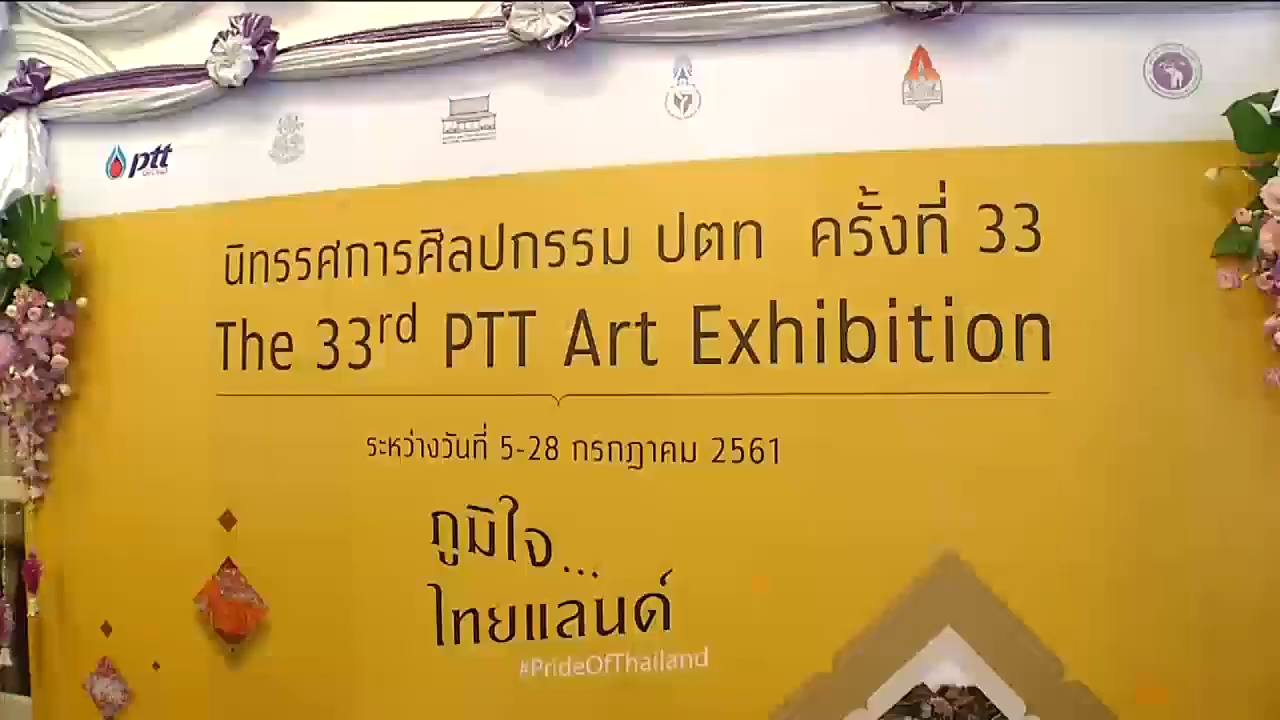 ptt
นิทรรศการศิลปกรรม ปตท ครั้งที่ 33
The 33rd PTT Art Exhibition
ระหว่างวันที่ 5-28 กรกฎาคม 2561
ภูมิใจ...
ไทยแลนด์
#PrideOfThailand